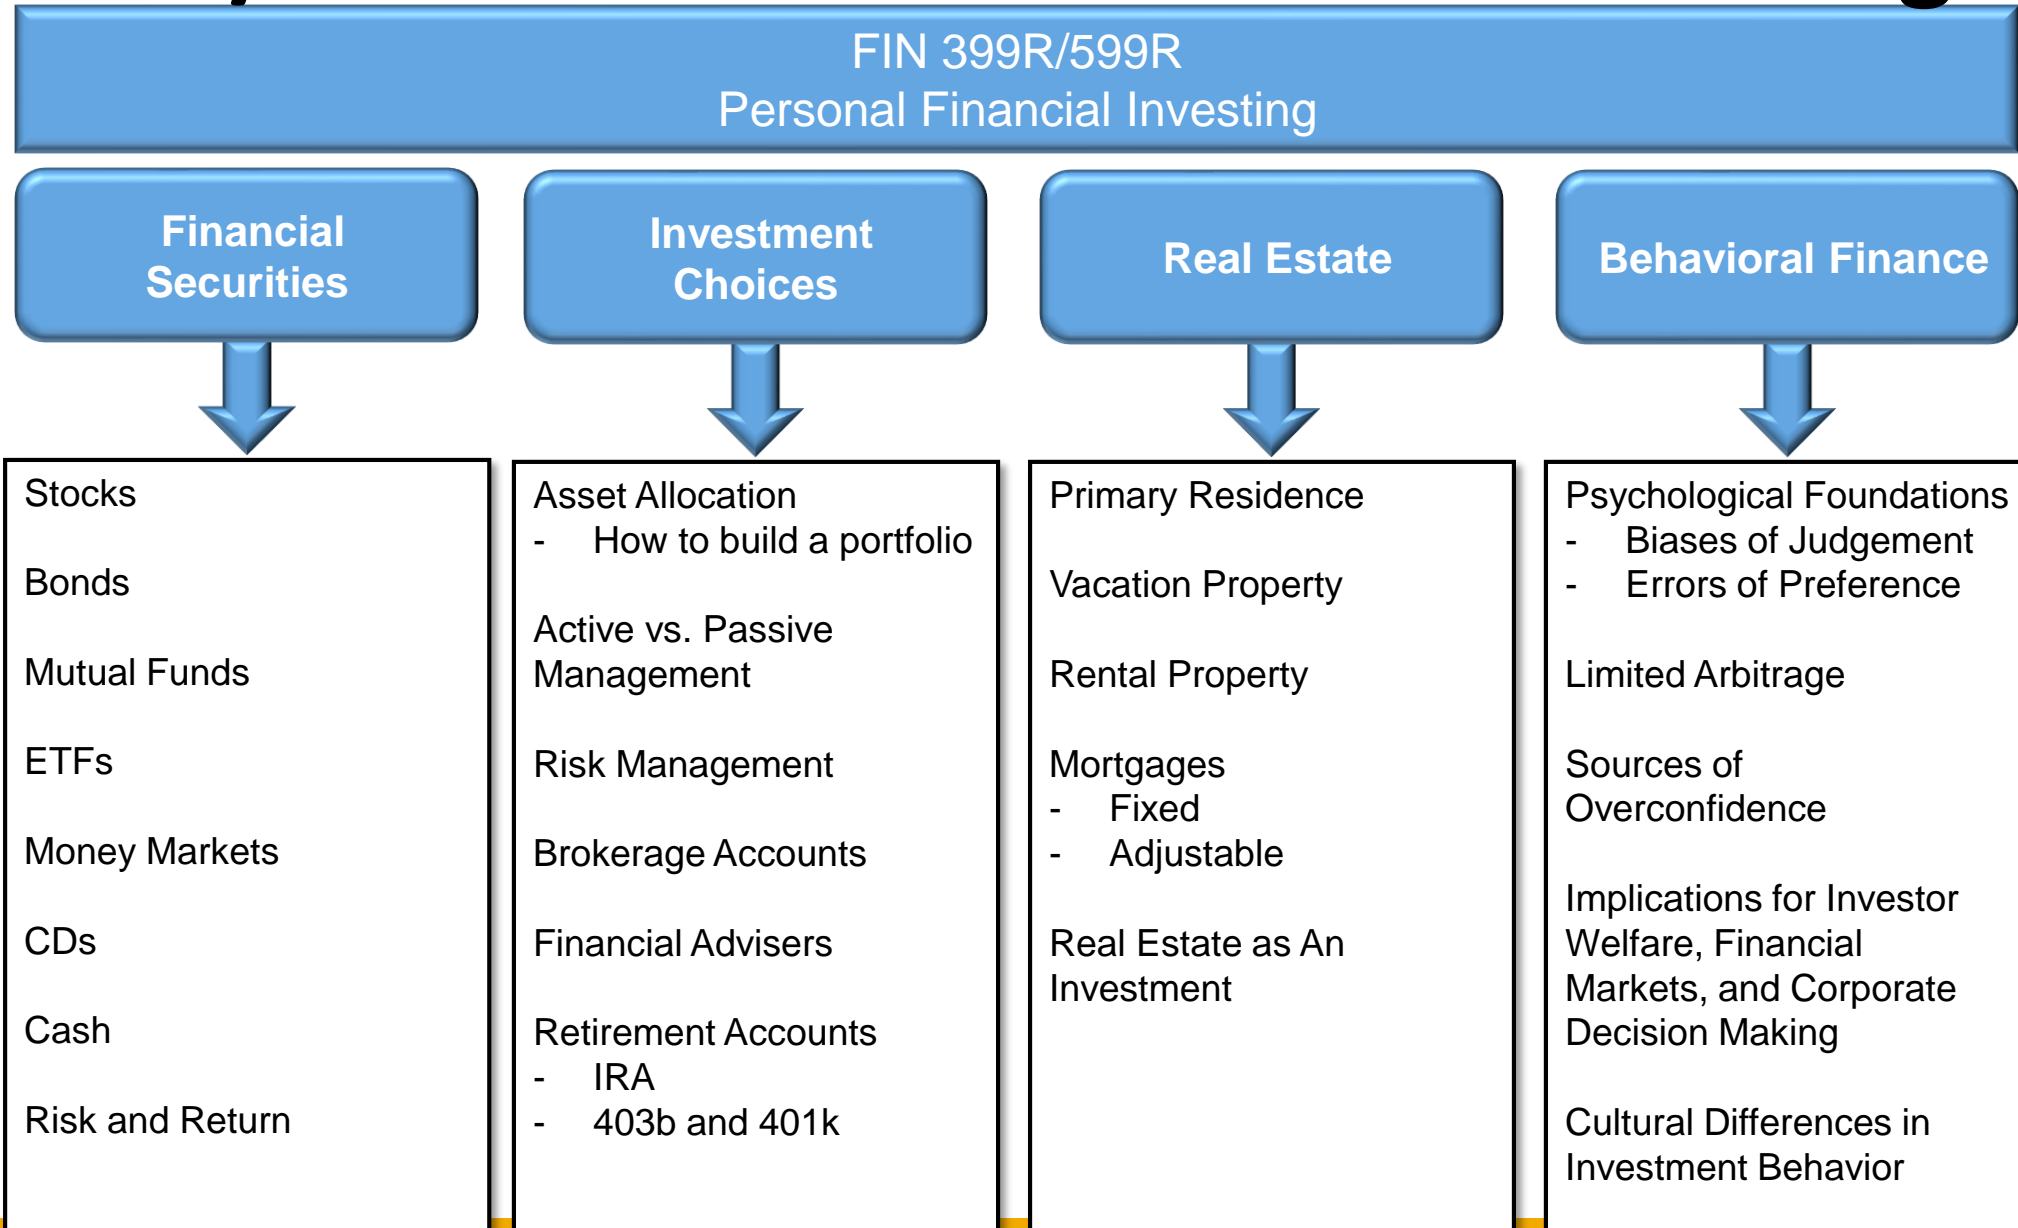 FIN 399R/599R
Personal Financial Investing
Financial
Securities
Investment
Choices
Real Estate
Behavioral Finance
Stocks
Bonds
Mutual Funds
ETFs
Money Markets
CDs
Cash
Risk and Return
Asset Allocation
- How to build a portfolio
Active vs. Passive
Management
Risk Management
Brokerage Accounts
Financial Advisers
Retirement Accounts
- IRA
- 403b and 401k
Primary Residence
Vacation Property
Rental Property
Mortgages
- Fixed
- Adjustable
Real Estate as An
Investment
Psychological Foundations
- Biases of Judgement
- Errors of Preference
Limited Arbitrage
Sources of
Overconfidence
Implications for Investor
Welfare, Financial
Markets, and Corporate
Decision Making
Cultural Differences in
Investment Behavior